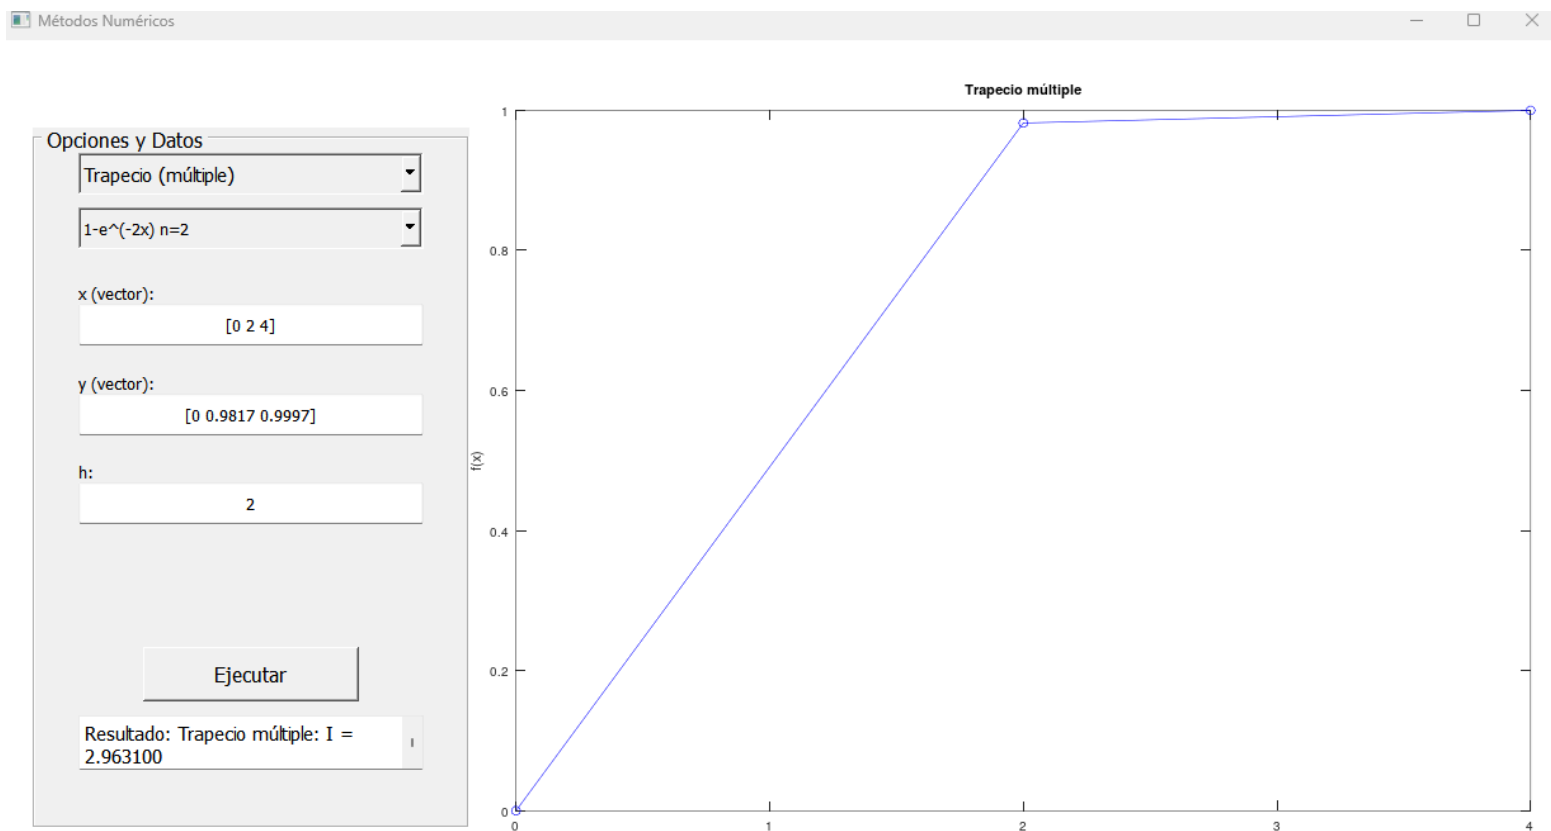 Métodos Numéricos
Opciones y Datos
Trapecio (múltiple)
1-e^(-2x) n=2
x (vector):
[0 2 4]
y (vector):
[0 0.9817 0.9997]
h:
2
Ejecutar
Resultado: Trapecio múltiple: I =
2.963100
Trapecio múltiple
1
0.8
0.6
f(x)
0.4
0.2
0
0 1 2 3 4